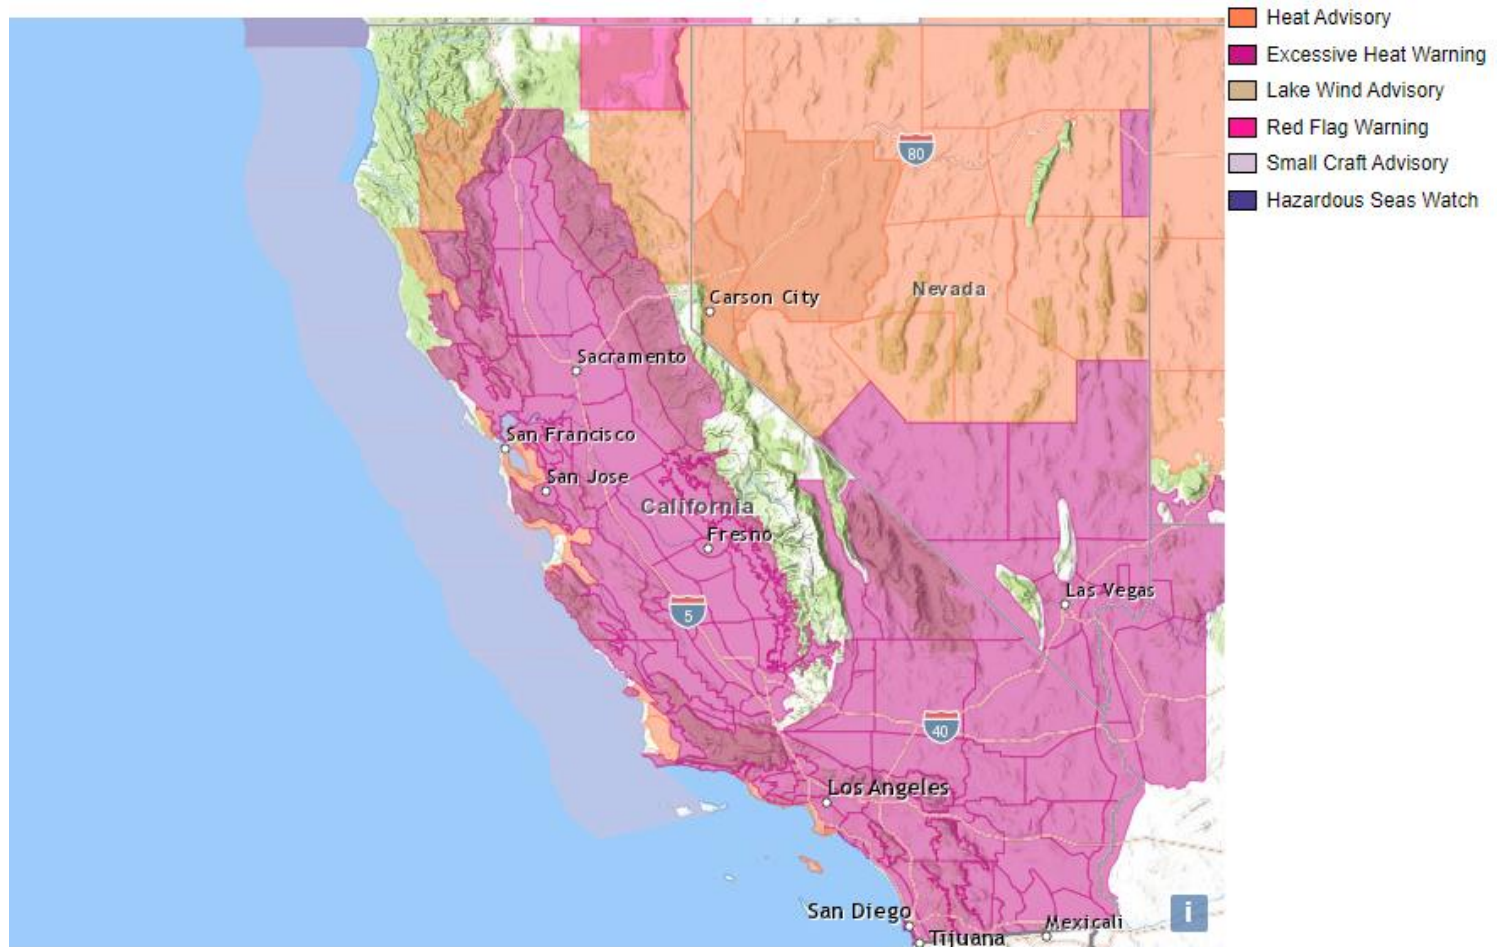 Heat Advisory
Excessive Heat Warning
Lake Wind Advisory
Red Flag Warning
Small Craft Advisory
Hazardous Seas Watch
80
Nevada
Carson City
Sacramento
San Francisco
San Jose
California
Fresno
Las Vegas
5
40
Los Angeles
San Diego
Mexicali
Tijuana
i